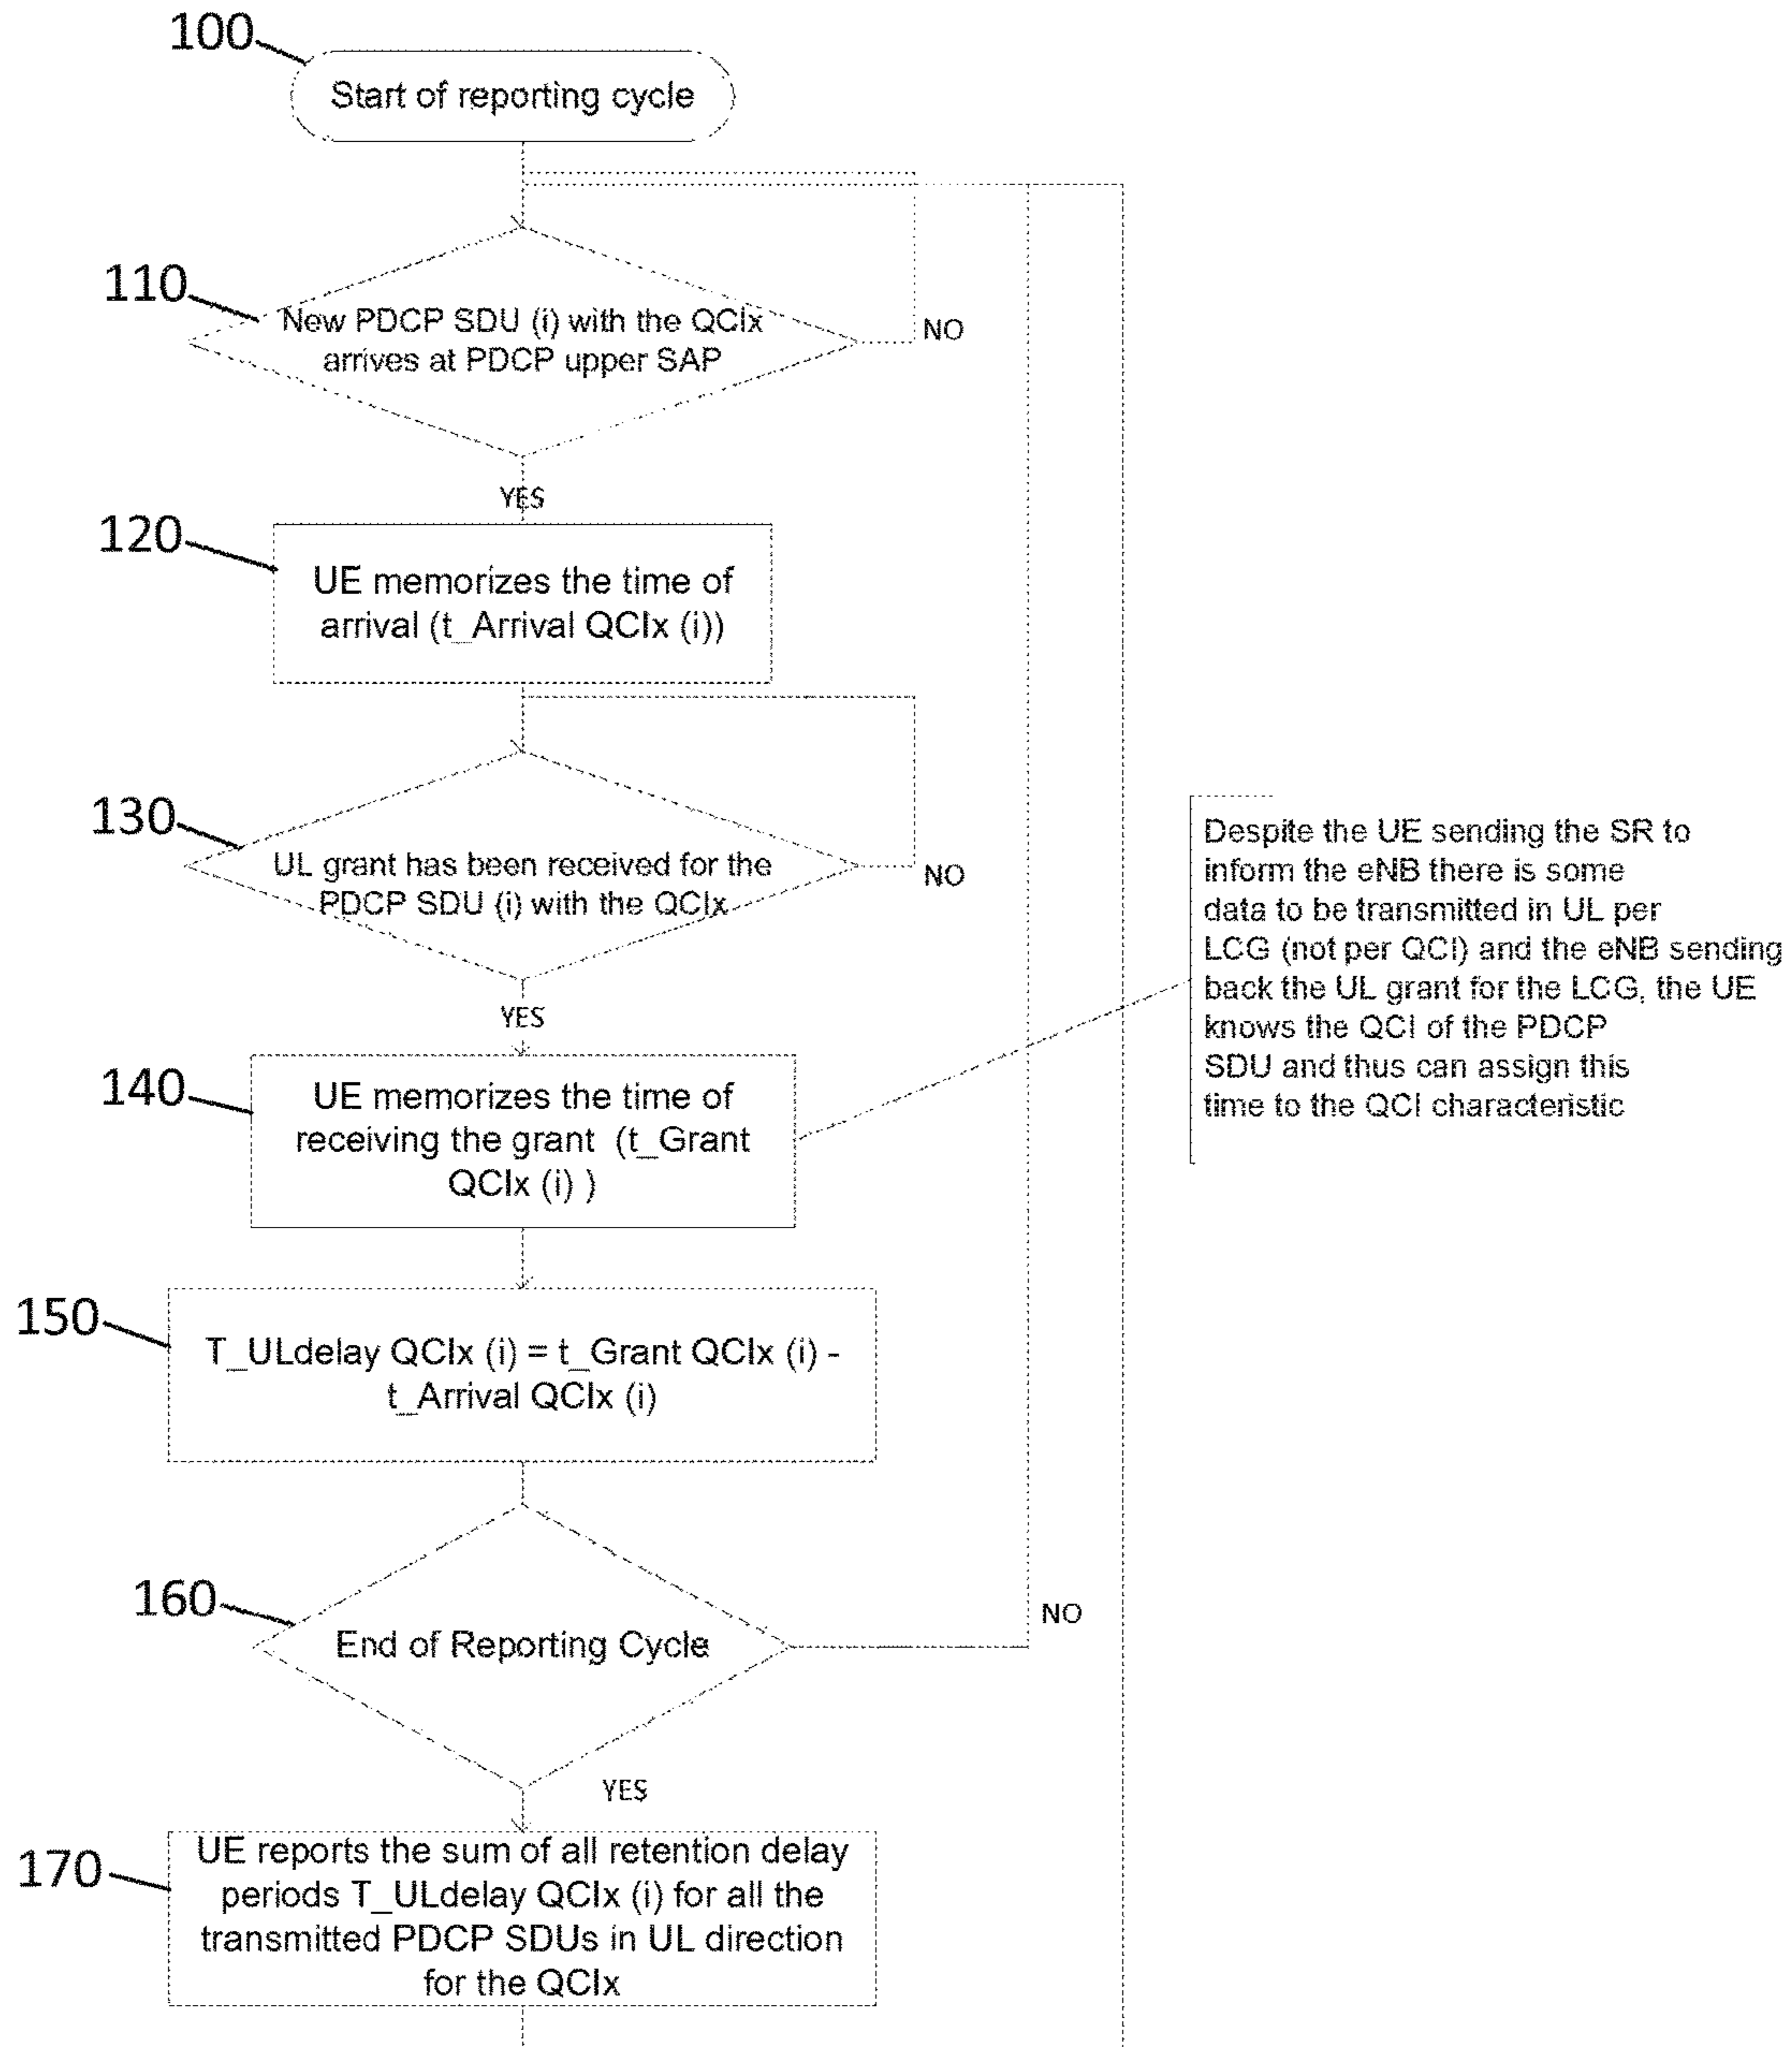 100
Start of reporting cycle
110
New PDCP SDU (i) with the QCIx
arrives at PDCP upper SAP
NO
YES
120
UE memorizes the time of
arrival (t_Arrival QCIx (i))
130
UL grant has been received for the
PDCP SDU (i) with the QCIx
NO
YES
Despite the UE sending the SR to
inform the eNB there is some
data to be transmitted in UL per
LCG (not per QCI) and the eNB sending
back the UL grant for the LCG, the UE
knows the QCI of the PDCP
SDU and thus can assign this
time to the QCI characteristic
140
UE memorizes the time of
receiving the grant (t_Grant
QCIx (i) )
150
T_ULdelay QCIx (i) = t_Grant QCIx (i) -
t_Arrival QCIx (i)
160
End of Reporting Cycle
NO
YES
170
UE reports the sum of all retention delay
periods T_ULdelay QCIx (i) for all the
transmitted PDCP SDUs in UL direction
for the QCIx